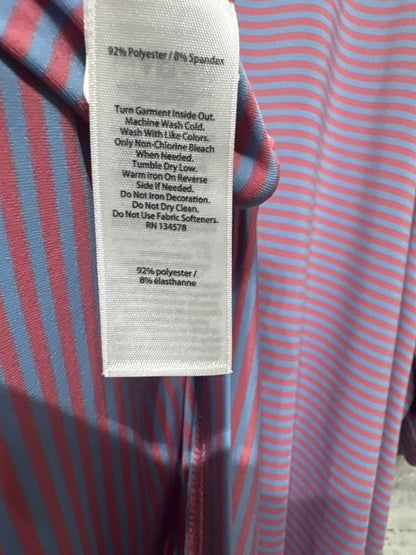 92% Polyester / 8% Spandex
Turn Garment Inside Out.
Machine Wash Cold.
Wash With Like Colors.
Only Non-Chlorine Bleach
When Needed.
Tumble Dry Low.
Warm Iron On Reverse
Side If Needed.
Do Not Iron Decoration.
Do Not Dry Clean.
Do Not Use Fabric Softeners.
RN 134578
92% polyester /
8% élasthanne